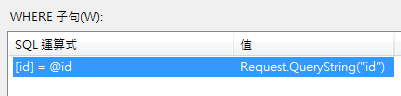 WHERE 子句(W):
SQL 運算式 值
[id] = @id Request.QueryString("id")